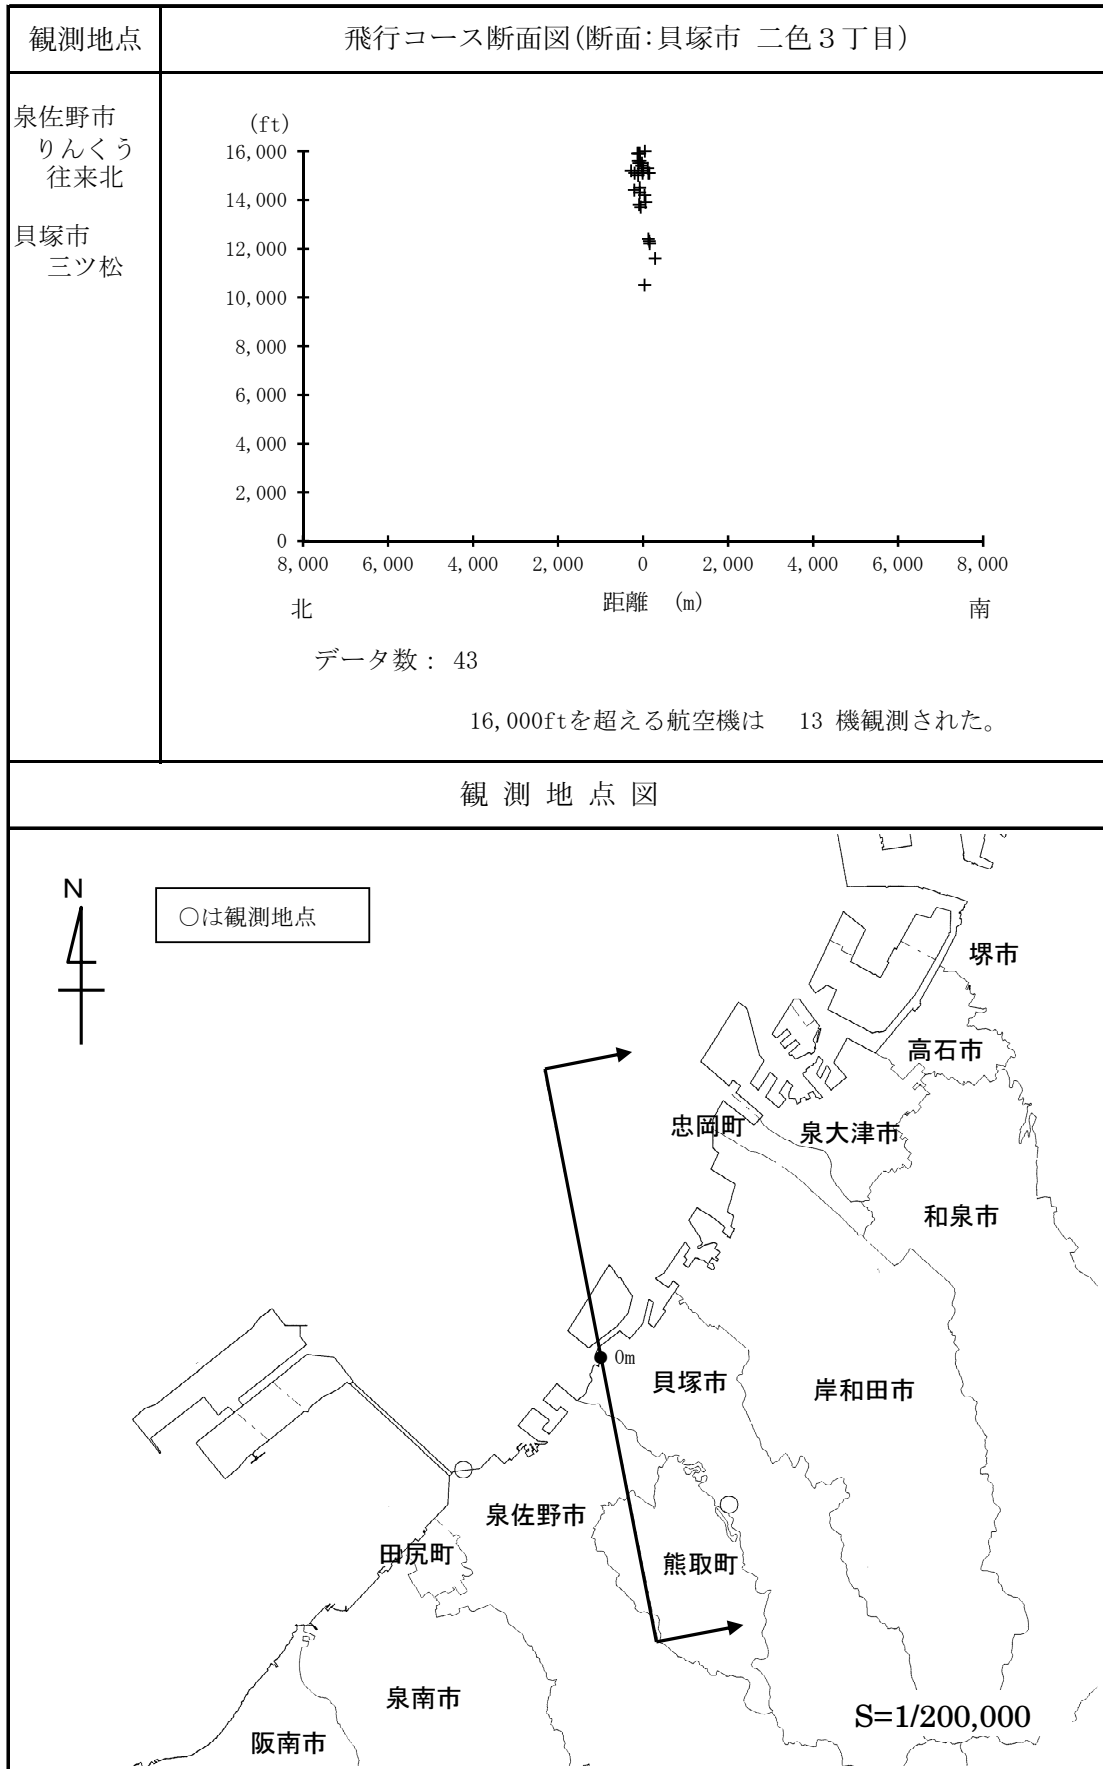 観測地点
飛行コース断面図(断面:貝塚市 二色３丁目)
泉佐野市
りんくう
往来北
貝塚市
三ツ松
(ft)
16,000
14,000
12,000
10,000
8,000
6,000
4,000
2,000
0
8,000 6,000 4,000 2,000 0 2,000 4,000 6,000 8,000
北 距離 (m) 南
データ数： 43
16,000ftを超える航空機は 13 機観測された。
観 測 地 点 図
N
○は観測地点
堺市
高石市
忠岡町
泉大津市
和泉市
0m
貝塚市
岸和田市
泉佐野市
田尻町
熊取町
泉南市
阪南市
S=1/200,000